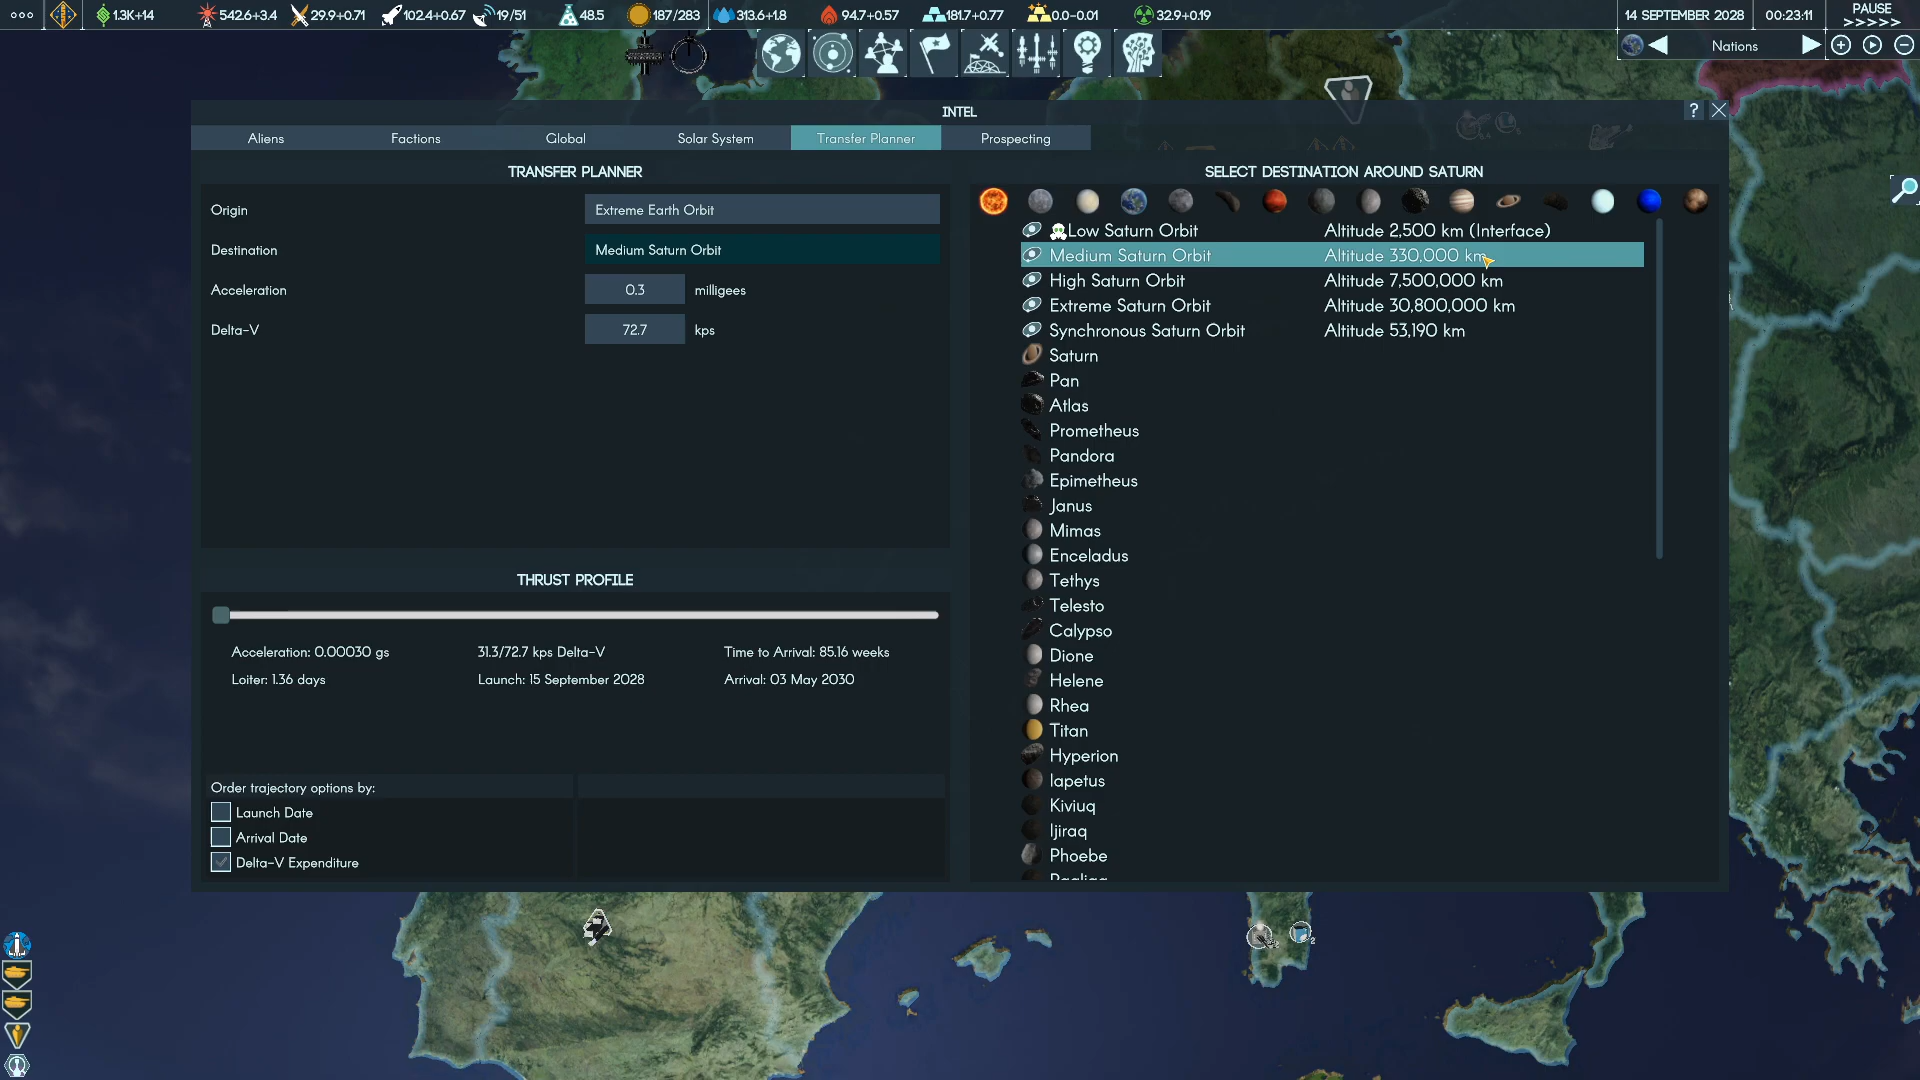 1.3K+14
542.6+3.4
29.9+0.71
102.4+0.67
19/51
48.5
187/283
313.6+1.8
94.7+0.57
181.7+0.77
0.0-0.01
32.9+0.19
14 SEPTEMBER 2028
00:23:11
PAUSE
>>>>>
Nations
INTEL
?
Aliens
Factions
Global
Solar System
Transfer Planner
Prospecting
TRANSFER PLANNER
Origin
Extreme Earth Orbit
Destination
Medium Saturn Orbit
Acceleration
0.3
milligees
Delta-V
72.7
kps
THRUST PROFILE
Acceleration: 0.00030 gs
31.3/72.7 kps Delta-V
Time to Arrival: 85.16 weeks
Loiter: 1.36 days
Launch: 15 September 2028
Arrival: 03 May 2030
Order trajectory options by:
Launch Date
Arrival Date
Delta-V Expenditure
SELECT DESTINATION AROUND SATURN
Low Saturn Orbit Altitude 2,500 km (Interface)
Medium Saturn Orbit Altitude 330,000 km
High Saturn Orbit Altitude 7,500,000 km
Extreme Saturn Orbit Altitude 30,800,000 km
Synchronous Saturn Orbit Altitude 53,190 km
Saturn
Pan
Atlas
Prometheus
Pandora
Epimetheus
Janus
Mimas
Enceladus
Tethys
Telesto
Calypso
Dione
Helene
Rhea
Titan
Hyperion
Iapetus
Kiviuq
Ijiraq
Phoebe
2